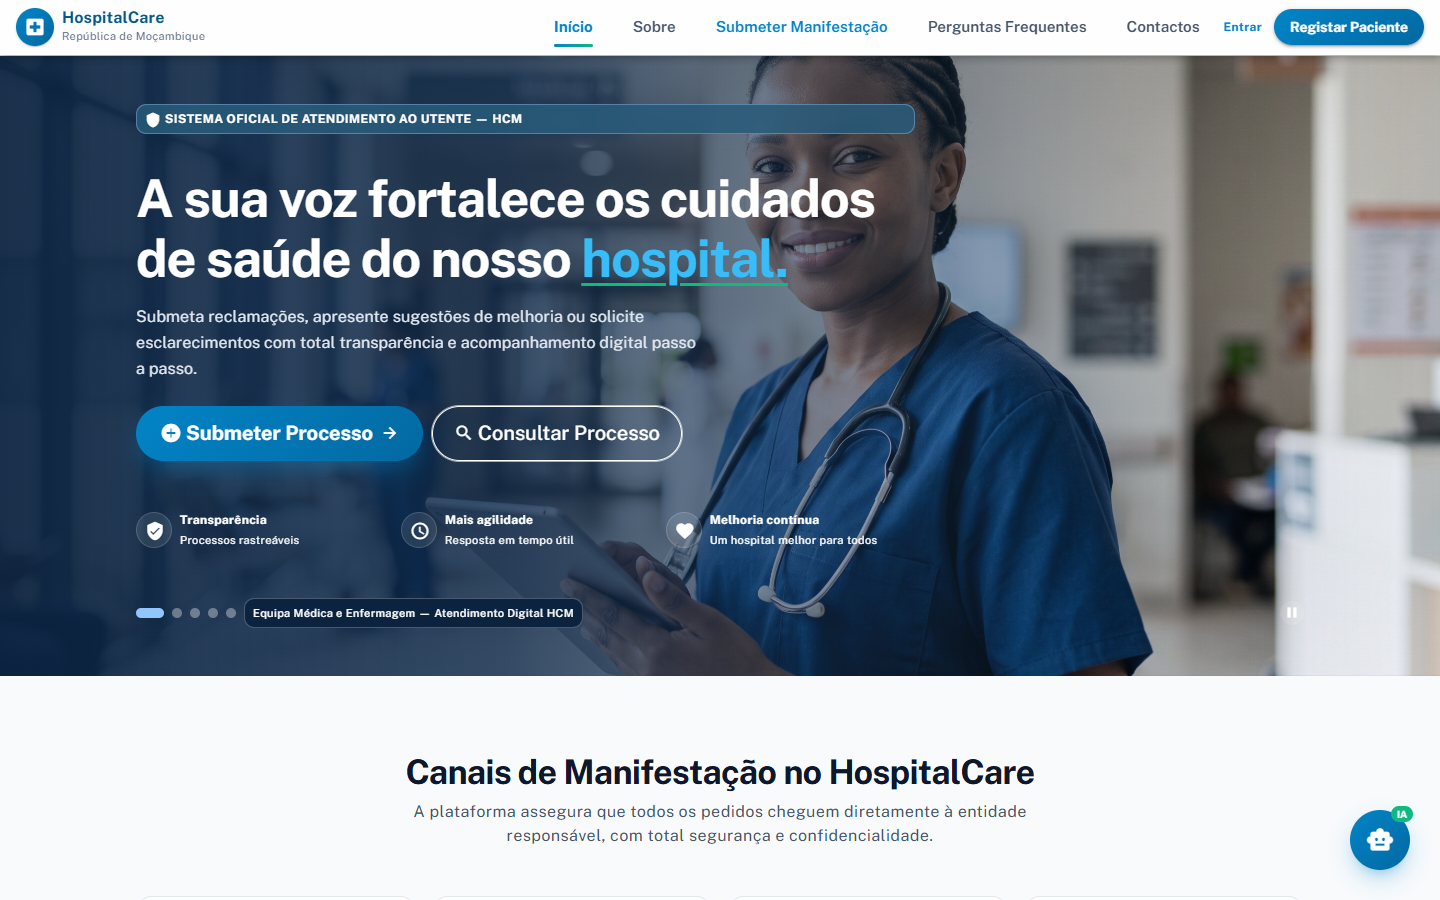 HospitalCare
República de Moçambique
Início
Sobre
Submeter Manifestação
Perguntas Frequentes
Contactos
Entrar
Registar Paciente
SISTEMA OFICIAL DE ATENDIMENTO AO UTENTE — HCM
A sua voz fortalece os cuidados
de saúde do nosso hospital.
Submeta reclamações, apresente sugestões de melhoria ou solicite
esclarecimentos com total transparência e acompanhamento digital passo
a passo.
Submeter Processo
Consultar Processo
Transparência
Processos rastreáveis
Mais agilidade
Resposta em tempo útil
Melhoria contínua
Um hospital melhor para todos
Equipa Médica e Enfermagem — Atendimento Digital HCM
Canais de Manifestação no HospitalCare
A plataforma assegura que todos os pedidos cheguem diretamente à entidade
responsável, com total segurança e confidencialidade.
IA